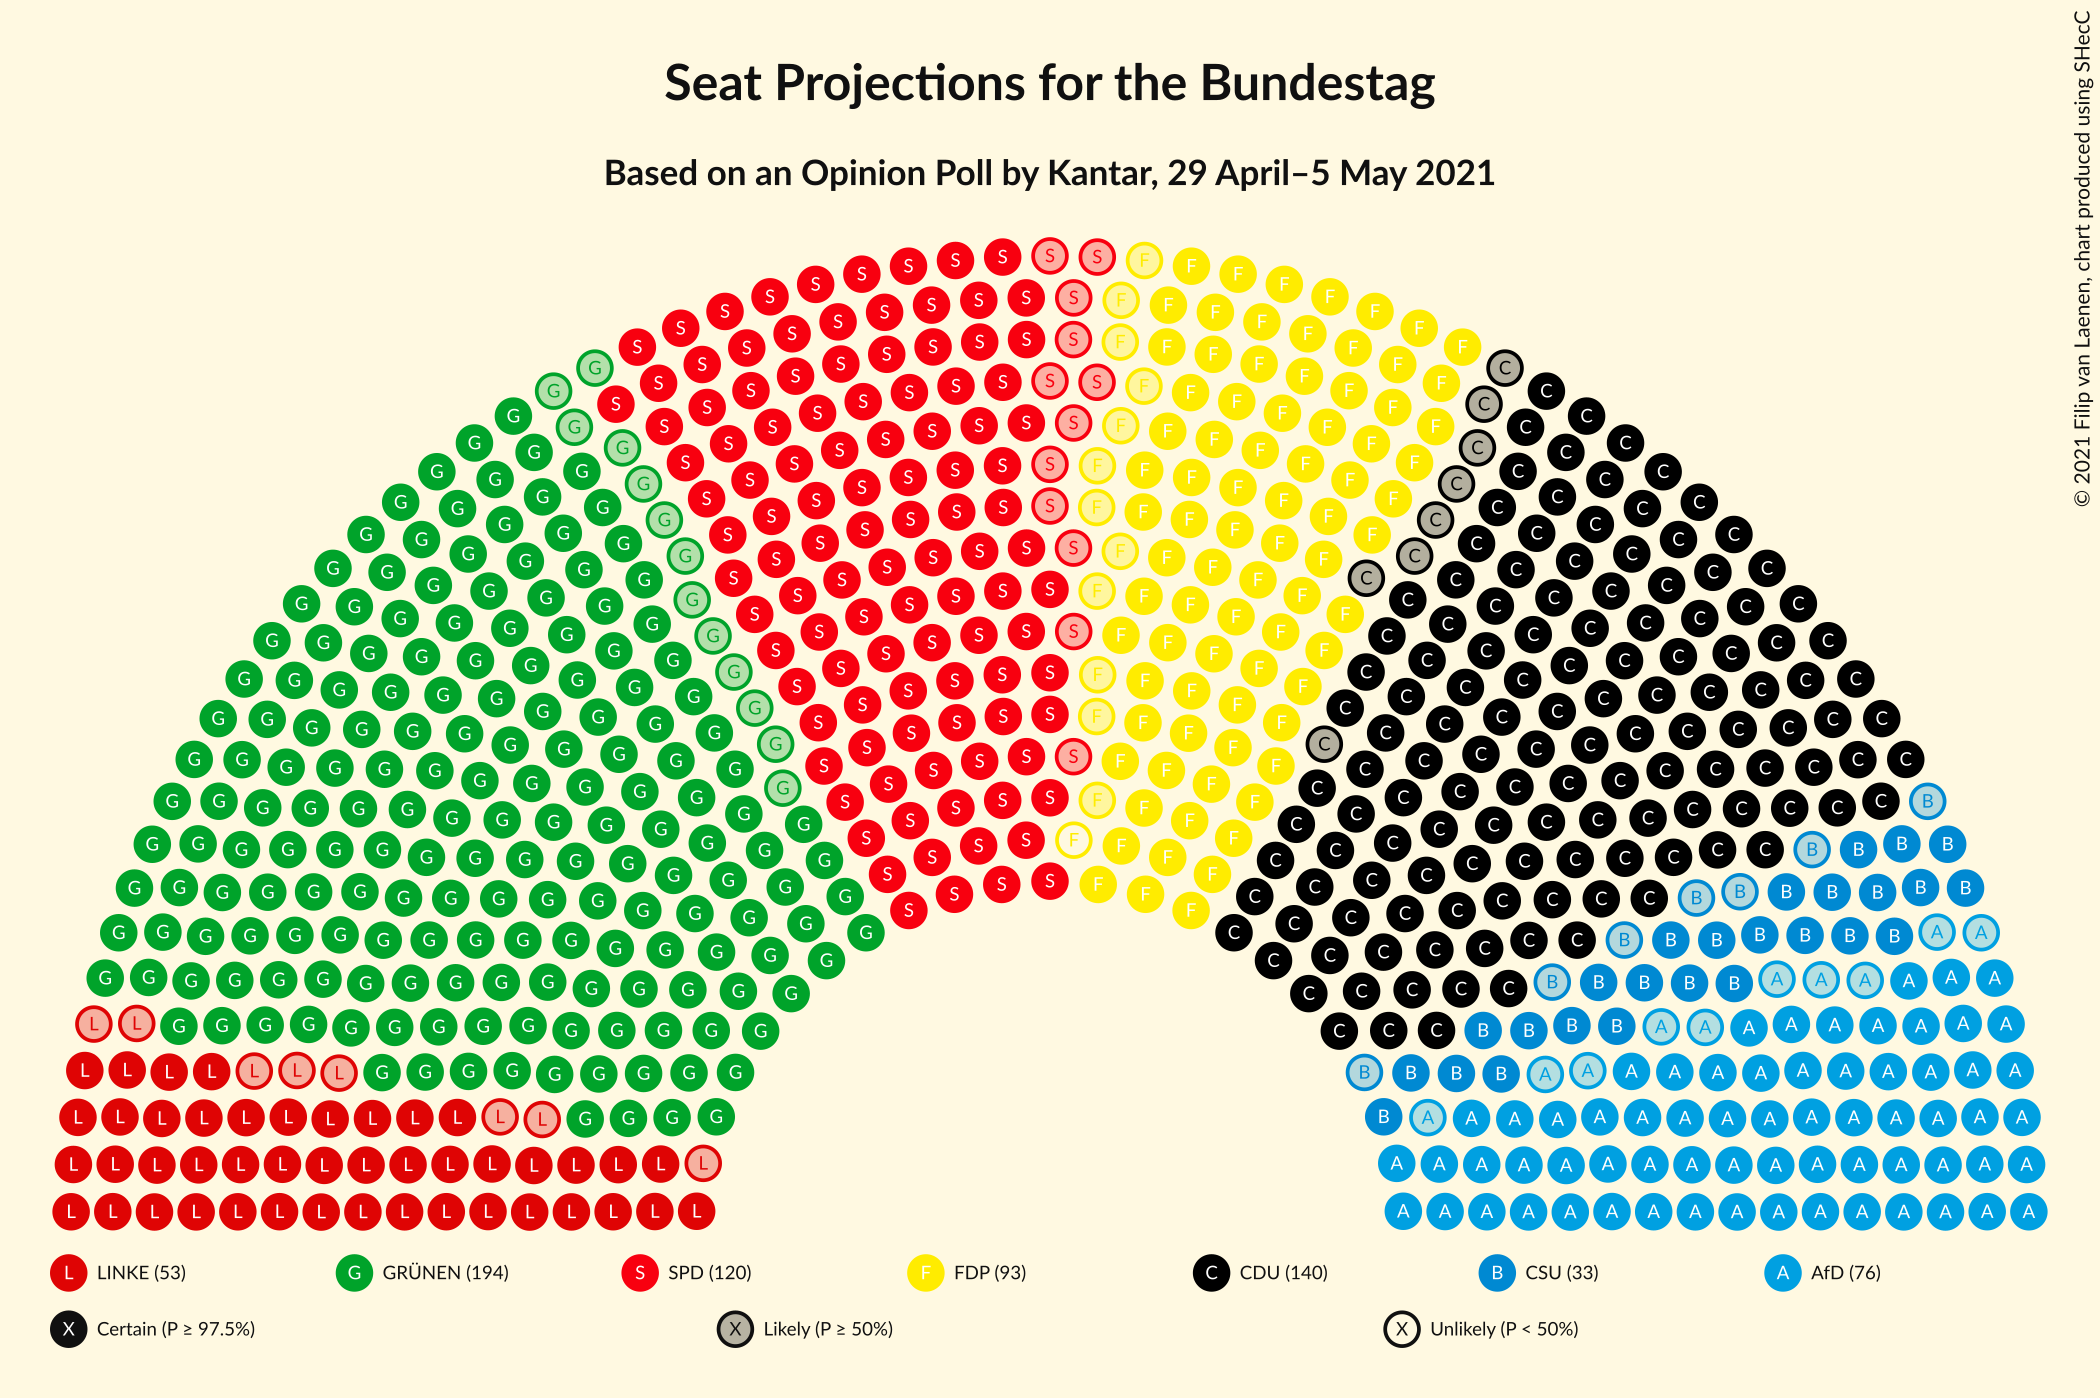 Seat Projections for the Bundestag
Based on an Opinion Poll by Kantar, 29 April–5 May 2021
© 2021 Filip van Laenen, chart produced using SHecC
L LINKE (53)
G GRÜNEN (194)
S SPD (120)
F FDP (93)
C CDU (140)
B CSU (33)
A AfD (76)
X Certain (P ≥ 97.5%)
X Likely (P ≥ 50%)
X Unlikely (P < 50%)